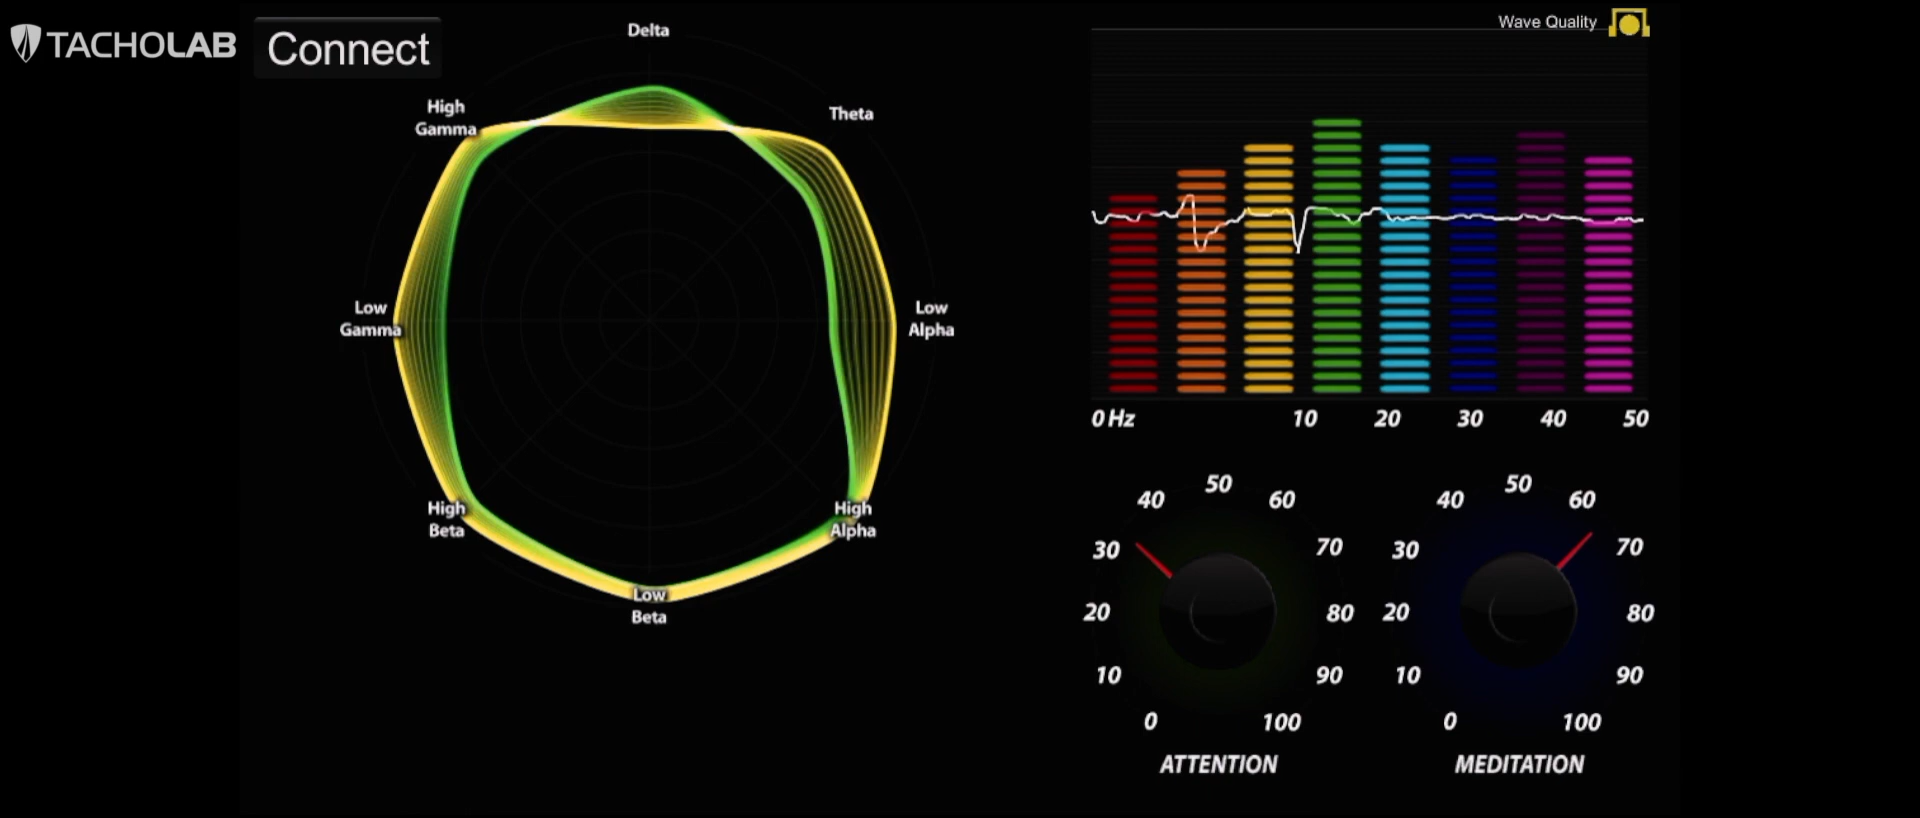 TACHOLAB
Connect
Delta
Theta
Low
Alpha
High
Alpha
Low
Beta
High
Beta
Low
Gamma
High
Gamma
Wave Quality
0 Hz 10 20 30 40 50
0 10 20 30 40 50 60 70 80 90 100
ATTENTION
0 10 20 30 40 50 60 70 80 90 100
MEDITATION